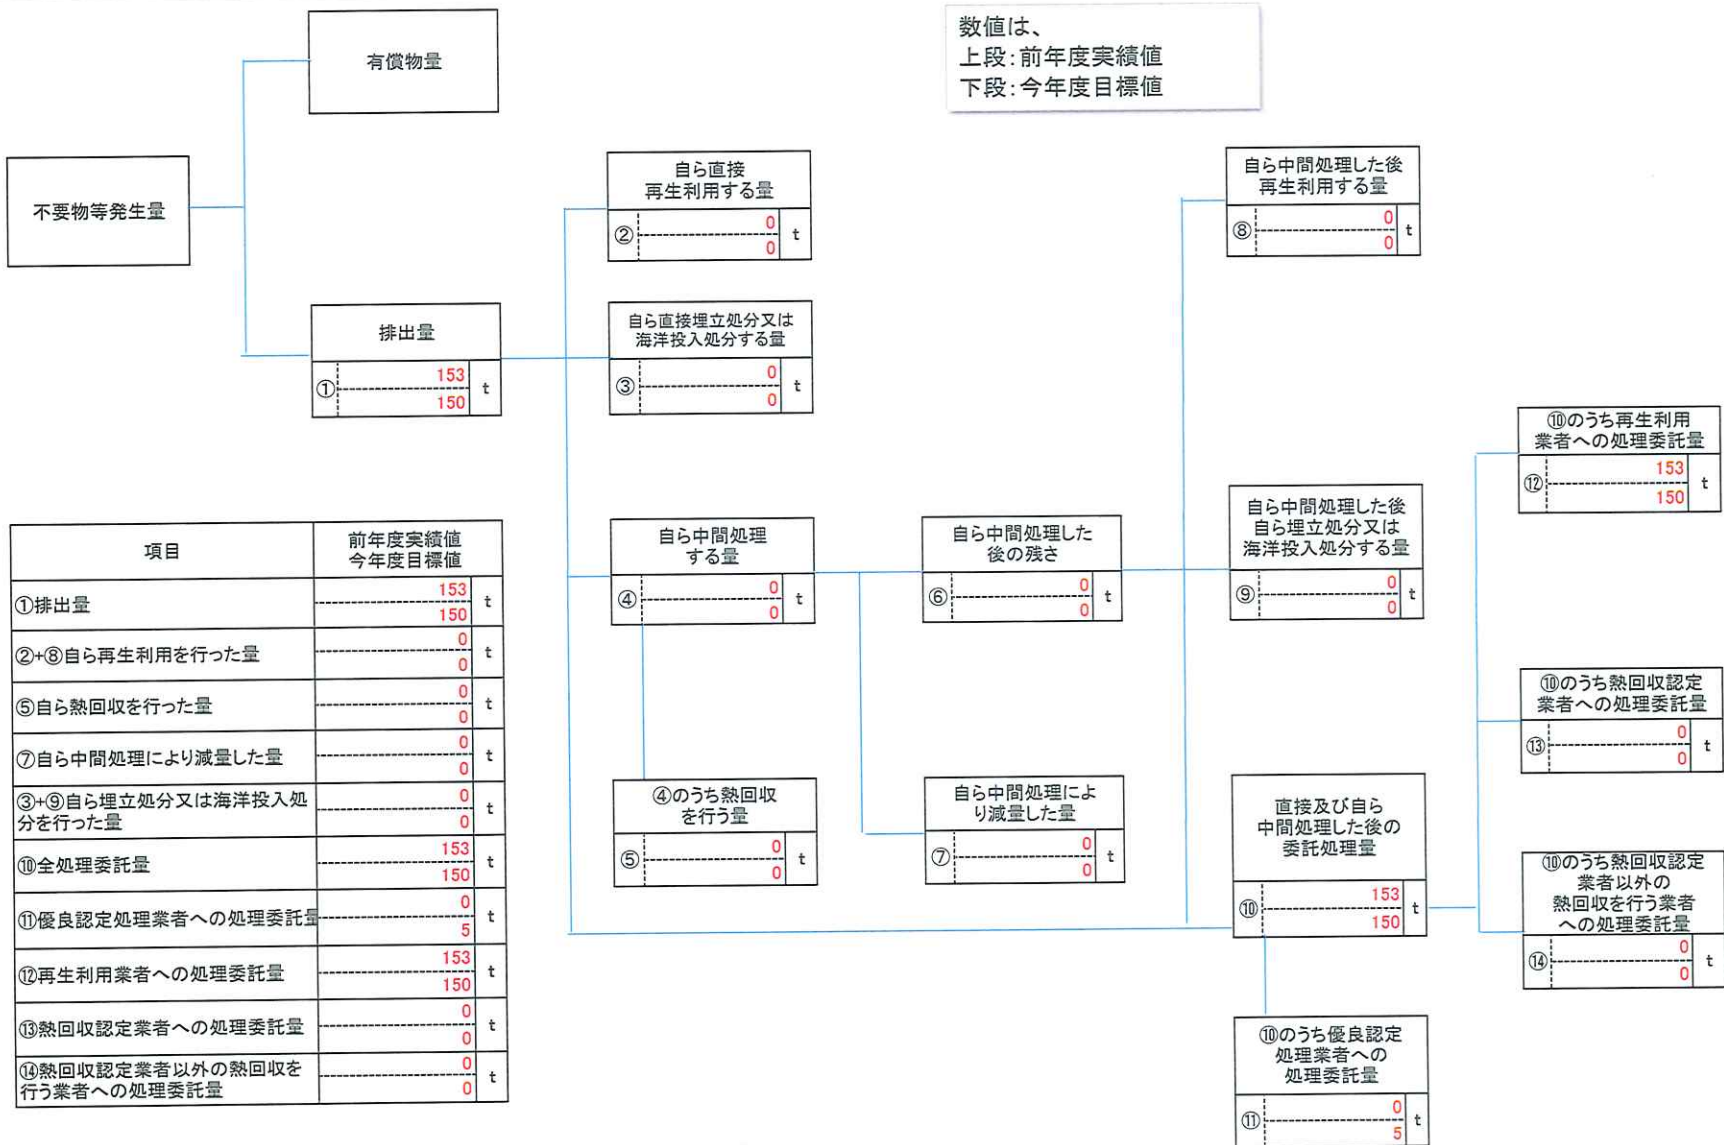 数値は、
上段:前年度実績値
下段:今年度目標値
有償物量
不要物等発生量
排出量
①
153
150
t
自ら直接
再生利用する量
②
0
0
t
自ら直接埋立処分又は
海洋投入処分する量
③
0
0
t
自ら中間処理
する量
④
0
0
t
④のうち熱回収
を行う量
⑤
0
0
t
自ら中間処理した
後の残さ
⑥
0
0
t
自ら中間処理によ
り減量した量
⑦
0
0
t
自ら中間処理した後
再生利用する量
⑧
0
0
t
自ら中間処理した後
自ら埋立処分又は
海洋投入処分する量
⑨
0
0
t
直接及び自ら
中間処理した後の
委託処理量
⑩
153
150
t
⑩のうち優良認定
処理業者への
処理委託量
⑪
0
5
t
⑩のうち再生利用
業者への処理委託量
⑫
153
150
t
⑩のうち熱回収認定
業者への処理委託量
⑬
0
0
t
⑩のうち熱回収認定
業者以外の
熱回収を行う業者
への処理委託量
⑭
0
0
t
項目
前年度実績値
今年度目標値
①排出量
153
150
t
②+⑧自ら再生利用を行った量
0
0
t
⑤自ら熱回収を行った量
0
0
t
⑦自ら中間処理により減量した量
0
0
t
③+⑨自ら埋立処分又は海洋投入処
分を行った量
0
0
t
⑩全処理委託量
153
150
t
⑪優良認定処理業者への処理委託量
0
5
t
⑫再生利用業者への処理委託量
153
150
t
⑬熱回収認定業者への処理委託量
0
0
t
⑭熱回収認定業者以外の熱回収を
行う業者への処理委託量
0
0
t